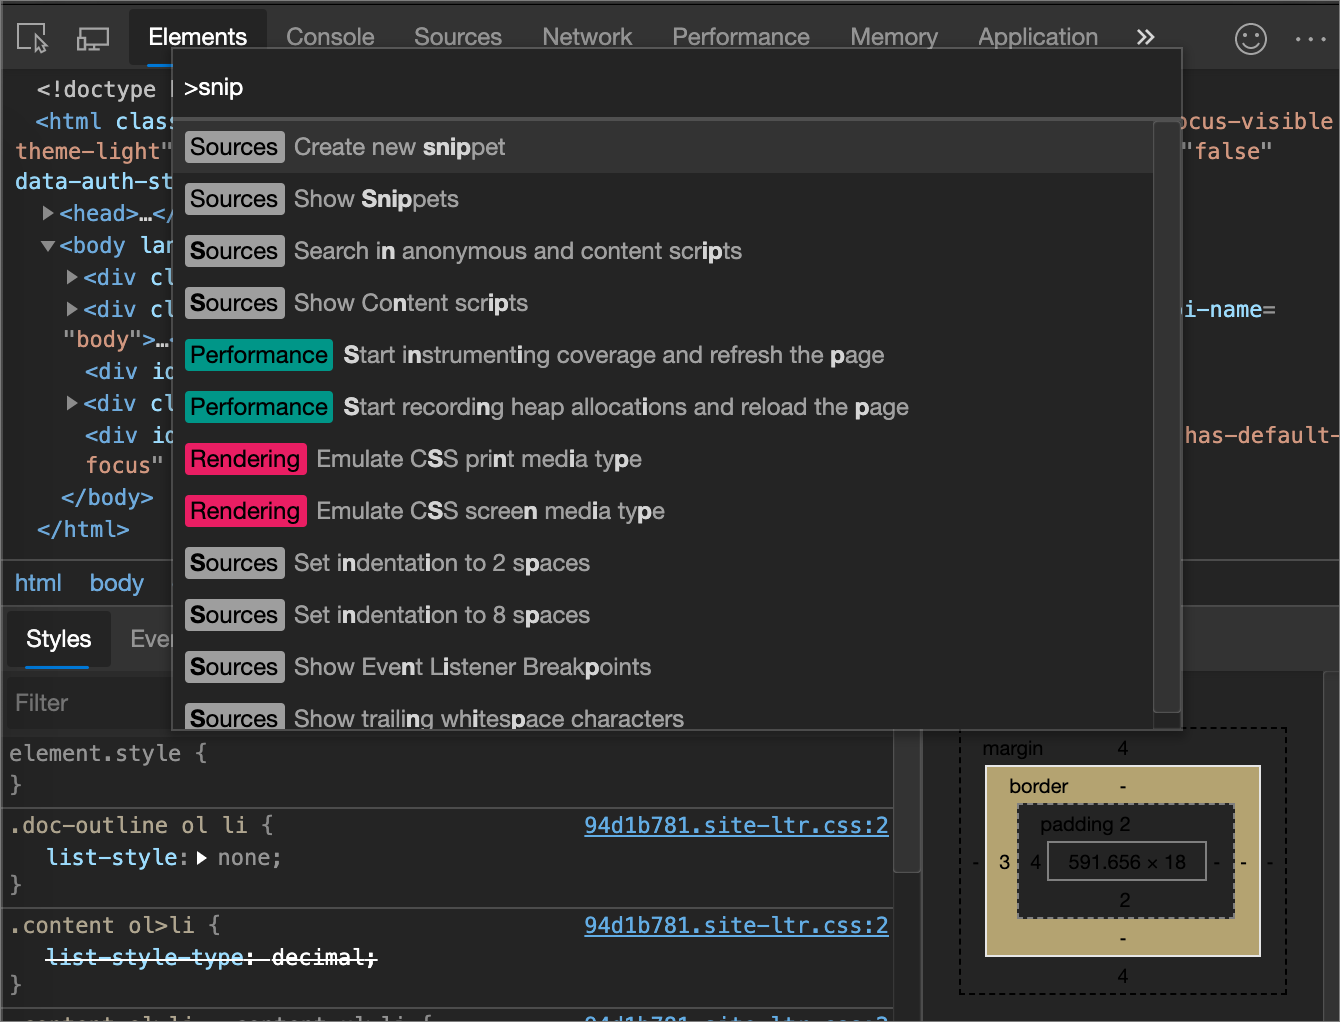 Elements Console Sources Network Performance Memory Application »
<!doctype
>snip
<html class ocus-visible
Sources Create new snippet
theme-light" "false"
data-auth-st
Sources Show Snippets
▶<head>…</
▼<body lan
Sources Search in anonymous and content scripts
▶<div cl
Sources Show Content scripts
▶<div cl i-name=
"body">…<
Performance Start instrumenting coverage and refresh the page
<div id
▶<div cl
Performance Start recording heap allocations and reload the page
<div id has-default-
focus"
Rendering Emulate CSS print media type
</body>
Rendering Emulate CSS screen media type
</html>
Sources Set indentation to 2 spaces
html body
Sources Set indentation to 8 spaces
Styles Eve
Sources Show Event Listener Breakpoints
Filter
Sources Show trailing whitespace characters
element.style {
}
.doc-outline ol li { 94d1b781.site-ltr.css:2
list-style:▶ none;
}
.content ol>li { 94d1b781.site-ltr.css:2
list-style-type: decimal;
}
margin 4
border -
padding 2
- 3 4 591.656 × 18 - - -
2
-
4